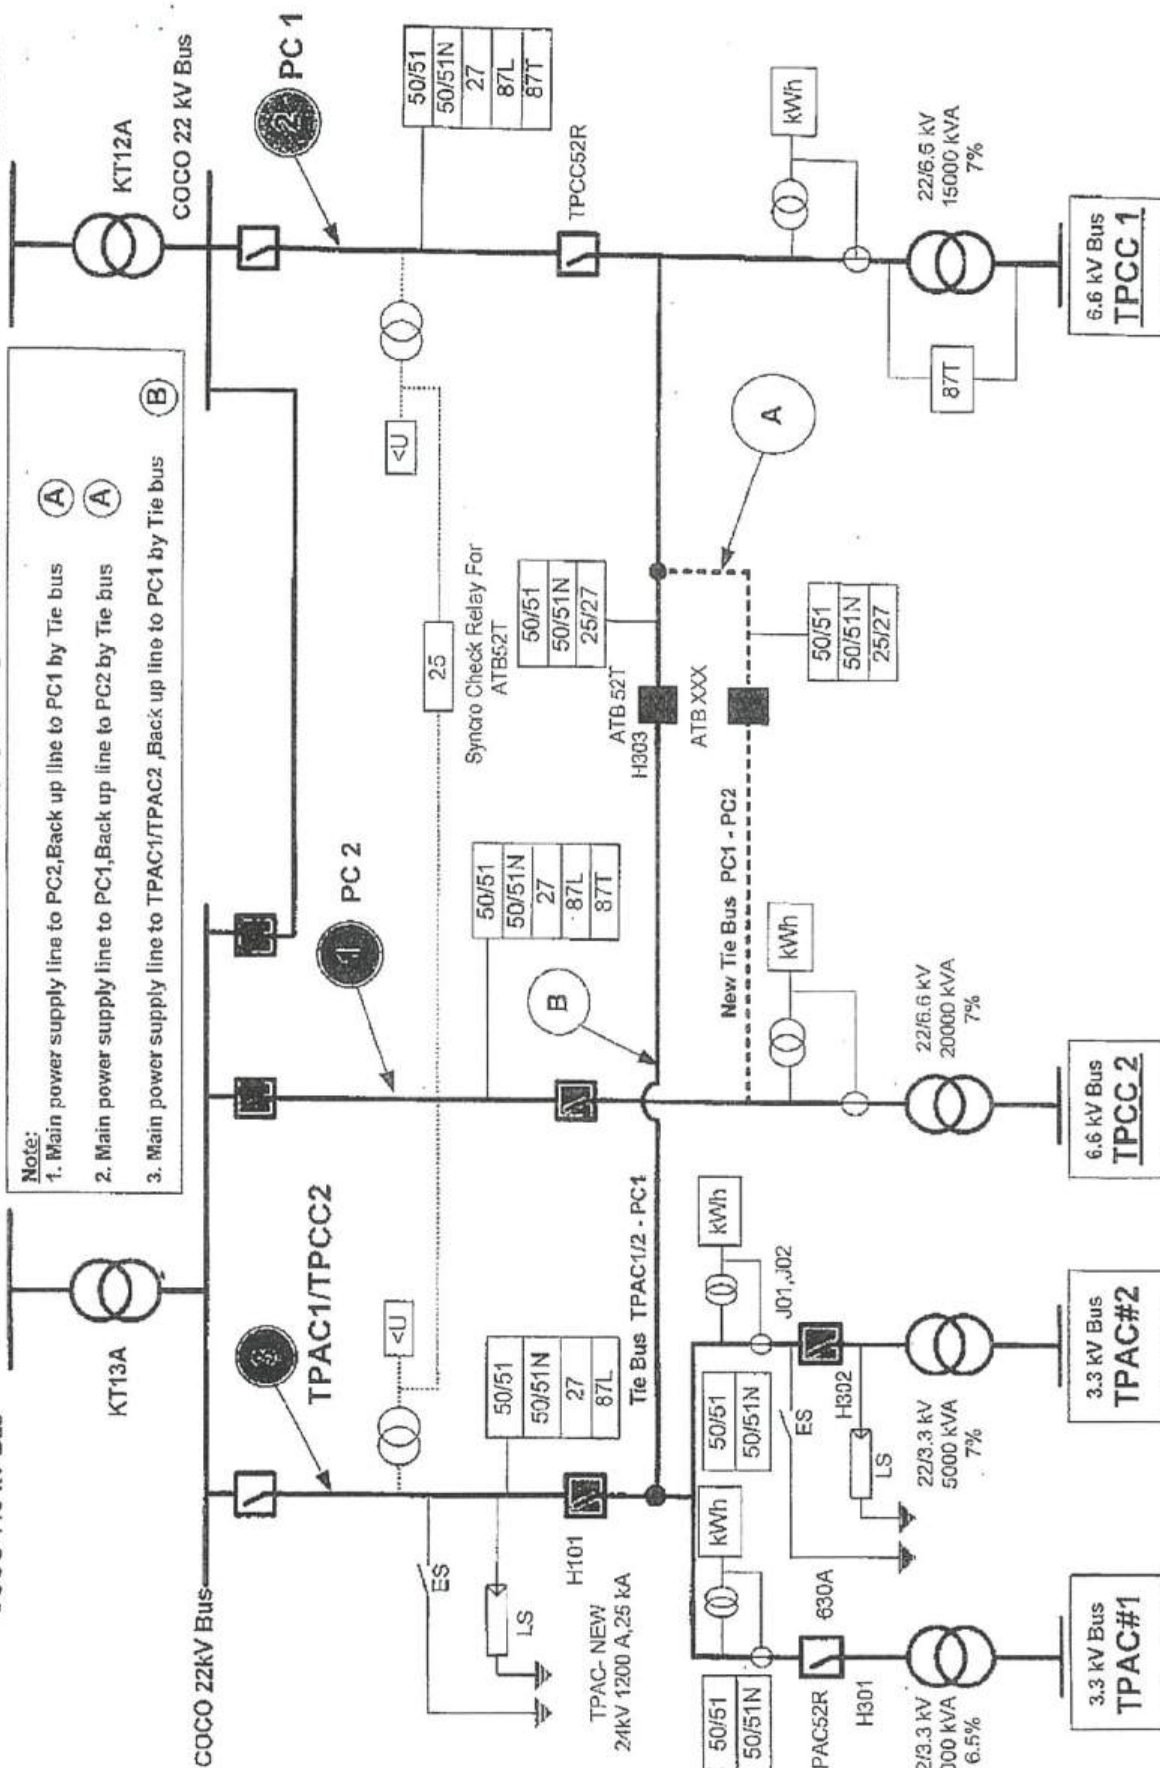 KT13A
KT12A
COCO 22kV Bus
COCO 22 kV Bus
Note:
1. Main power supply line to PC2,Back up line to PC1 by Tie bus
A
2. Main power supply line to PC1,Back up line to PC2 by Tie bus
A
3. Main power supply line to TPAC1/TPAC2 ,Back up line to PC1 by Tie bus
B
3
TPAC1/TPCC2
1
PC 2
2
PC 1
50/51
50/51N
27
87L
87T
<U
<U
25
Syncro Check Relay For
ATB52T
ES
LS
50/51
50/51N
27
87L
50/51
50/51N
27
87L
87T
50/51
50/51N
25/27
TPCC52R
H101
TPAC- NEW
24kV 1200 A,25 kA
B
ATB 52T
H303
Tie Bus TPAC1/2 - PC1
ATB XXX
New Tie Bus PC1 - PC2
A
50/51
50/51N
25/27
kWh
kWh
kWh
kWh
50/51
50/51N
50/51
50/51N
J01,J02
630A
ES
H302
LS
PAC52R
H301
6.5%
22/3.3 kV
5000 kVA
7%
22/6.6 kV
20000 kVA
7%
87T
22/6.6 kV
15000 kVA
7%
3.3 kV Bus
TPAC#1
3.3 kV Bus
TPAC#2
6.6 kV Bus
TPCC 2
6.6 kV Bus
TPCC 1